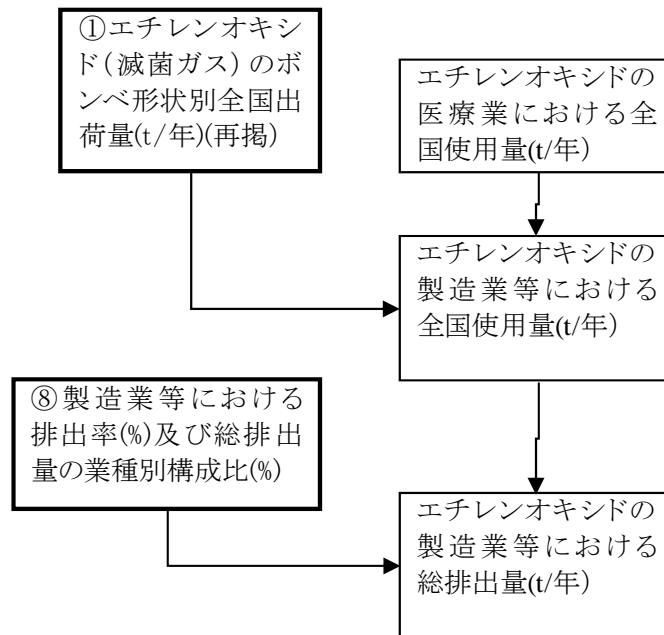 ①エチレンオキシ
ド(滅菌ガス)のボ
ンベ形状別全国出
荷量(t/年)(再掲)
エチレンオキシドの
医療業における全
国使用量(t/年)
エチレンオキシドの
製造業等における
全国使用量(t/年)
⑧製造業等における
排出率(%)及び総排出
量の業種別構成比(%)
エチレンオキシドの
製造業等における
総排出量(t/年)